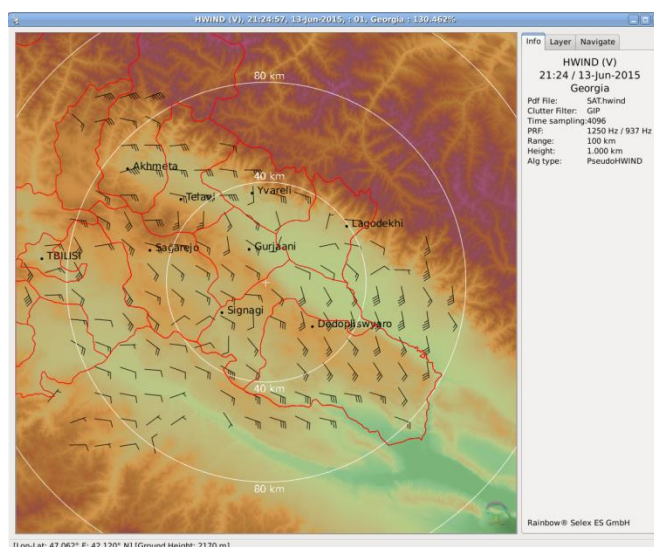 HWIND (V), 21:24:57, 13-Jun-2015, : 01, Georgia : 130.462%
Info Layer Navigate
HWIND (V)
21:24 / 13-Jun-2015
Georgia
Pdf File: SAT.hwind
Clutter Filter: GIP
Time sampling:4096
PRF: 1250 Hz / 937 Hz
Range: 100 km
Height: 1.000 km
Alg type: PseudoHWIND
80 km
Akhmeta
40 km
Telavi
Yvareli
Lagodekhi
Sagarejo
Gurjaani
TBILISI
Signagi
Dedopliswyaro
40 km
80 km
Rainbow® Selex ES GmbH
[Lon-Lat: 47.062° E; 42.120° N] [Ground Height: 2170 m]